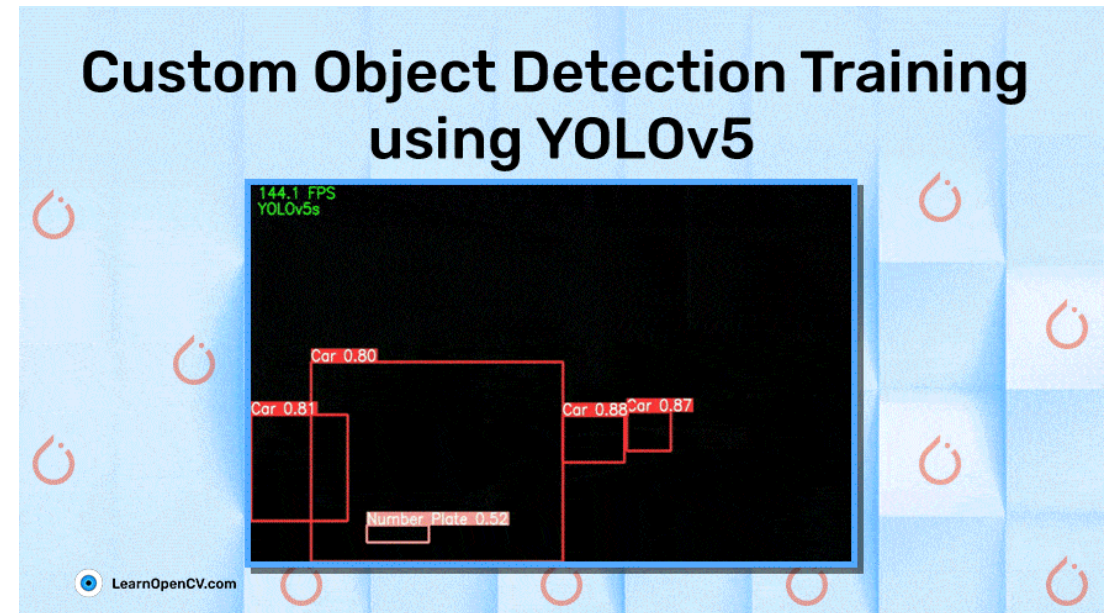 Custom Object Detection Training
using YOLOv5
144.1 FPS
YOLOv5s
Car 0.80
Car 0.81
Car 0.88
Car 0.87
Number Plate 0.52
LearnOpenCV.com